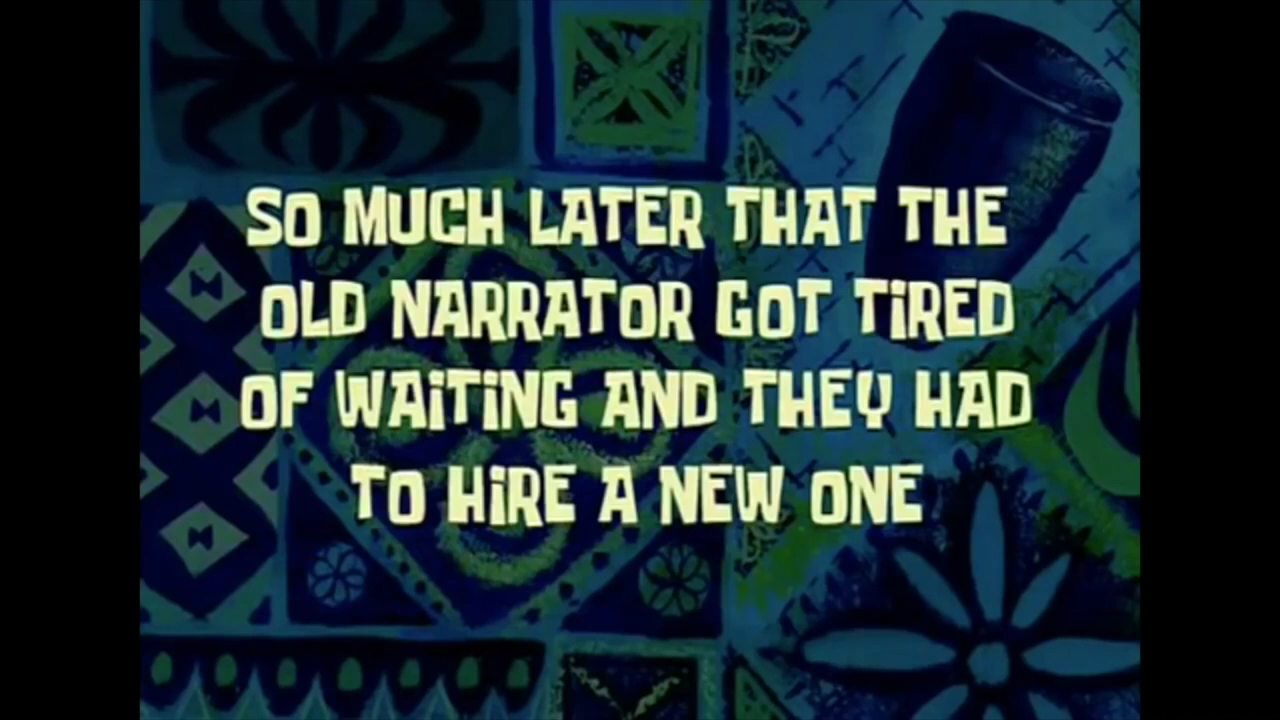 SO MUCH LATER THAT THE
OLD NARRATOR GOT TiRED
OF WAiTiNG AND THEY HAD
TO HiRE A NEW ONE